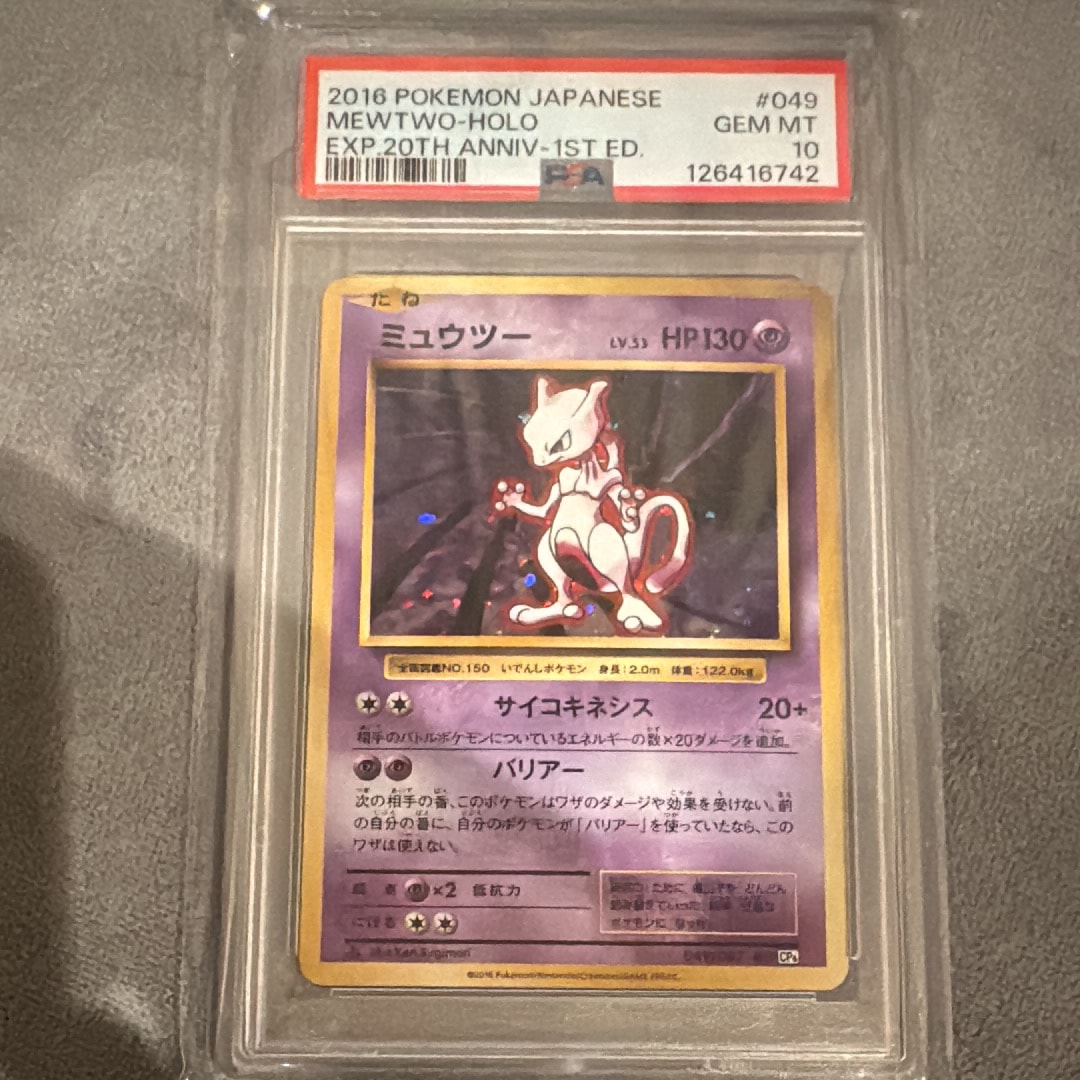 2016 POKEMON JAPANESE #049
MEWTWO-HOLO GEM MT
EXP.20TH ANNIV-1ST ED. 10
PSA 126416742
たね
ミュウツー LV.53 HP130
全国図鑑NO.150 いでんしポケモン 身長:2.0m 体重:122.0kg
サイコキネシス 20+
相手のバトルポケモンについているエネルギーの数×20ダメージを追加。
バリアー
次の相手の番、このポケモンはワザのダメージや効果を受けない。前
の自分の番に、自分のポケモンが「バリアー」を使っていたなら、この
ワザは使えない。
弱点 ×2 抵抗力
にげる
Ken Sugimori
CP6
©2016 Pokémon/Nintendo/Creatures/GAME FREAK.